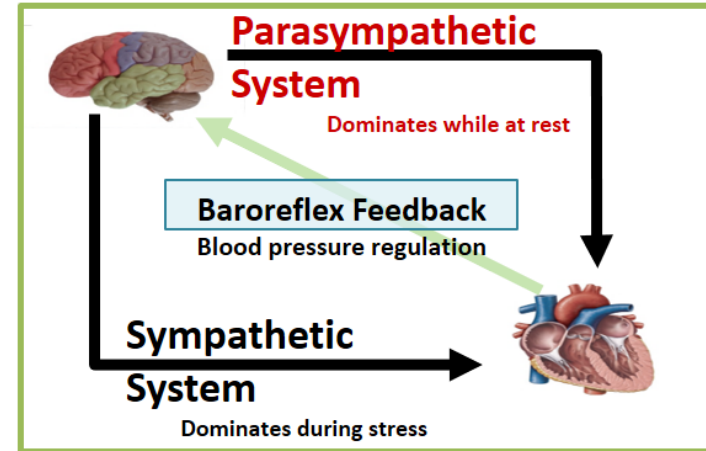 Parasympathetic
System
Dominates while at rest
Baroreflex Feedback
Blood pressure regulation
Sympathetic
System
Dominates during stress